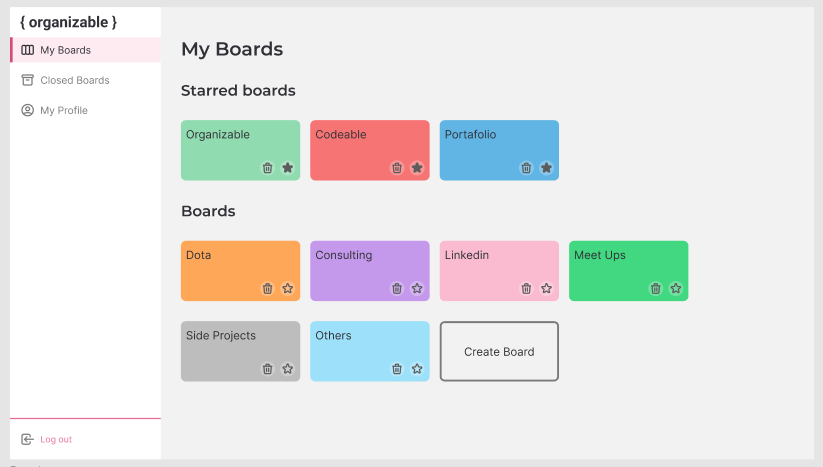 { organizable }
My Boards
Closed Boards
My Profile
Log out
My Boards
Starred boards
Organizable
Codeable
Portafolio
Boards
Dota
Consulting
Linkedin
Meet Ups
Side Projects
Others
Create Board